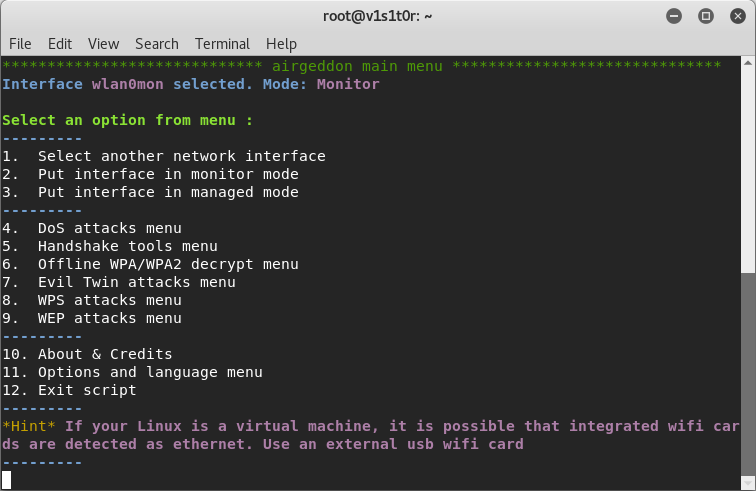 root@v1s1t0r: ~
File Edit View Search Terminal Help
***************************** airgeddon main menu ******************************
Interface wlan0mon selected. Mode: Monitor
Select an option from menu :
---------
1.  Select another network interface
2.  Put interface in monitor mode
3.  Put interface in managed mode
---------
4.  DoS attacks menu
5.  Handshake tools menu
6.  Offline WPA/WPA2 decrypt menu
7.  Evil Twin attacks menu
8.  WPS attacks menu
9.  WEP attacks menu
---------
10. About & Credits
11. Options and language menu
12. Exit script
---------
*Hint* If your Linux is a virtual machine, it is possible that integrated wifi car
ds are detected as ethernet. Use an external usb wifi card
---------